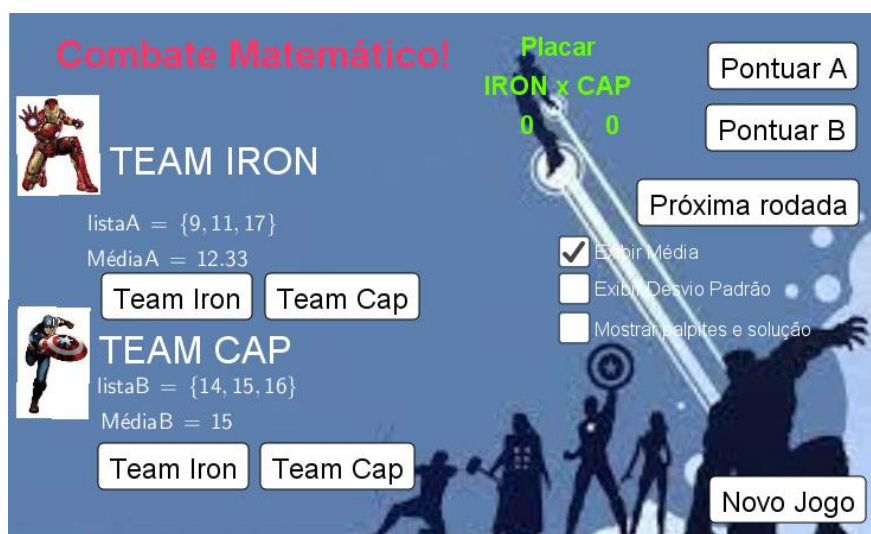 Combate Matemático!
Placar
IRON x CAP
0 0
Pontuar A
Pontuar B
Próxima rodada
TEAM IRON
listaA = {9, 11, 17}
MédiaA = 12.33
Team Iron Team Cap
Exibir Média
Exibir Desvio Padrão
Mostrar palpites e solução
TEAM CAP
listaB = {14, 15, 16}
MédiaB = 15
Team Iron Team Cap
Novo Jogo